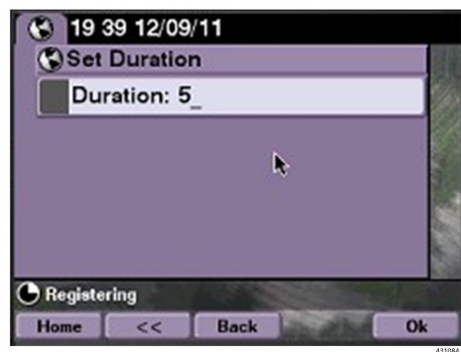 19 39 12/09/11
Set Duration
Duration: 5_
Registering
Home << Back Ok
431084